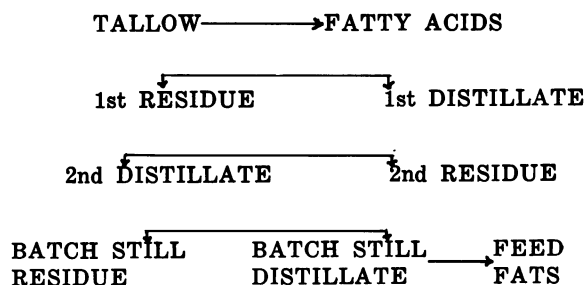 TALLOW FATTY ACIDS
1st RESIDUE 1st DISTILLATE
2nd DISTILLATE 2nd RESIDUE
BATCH STILL BATCH STILL FEED
RESIDUE DISTILLATE FATS